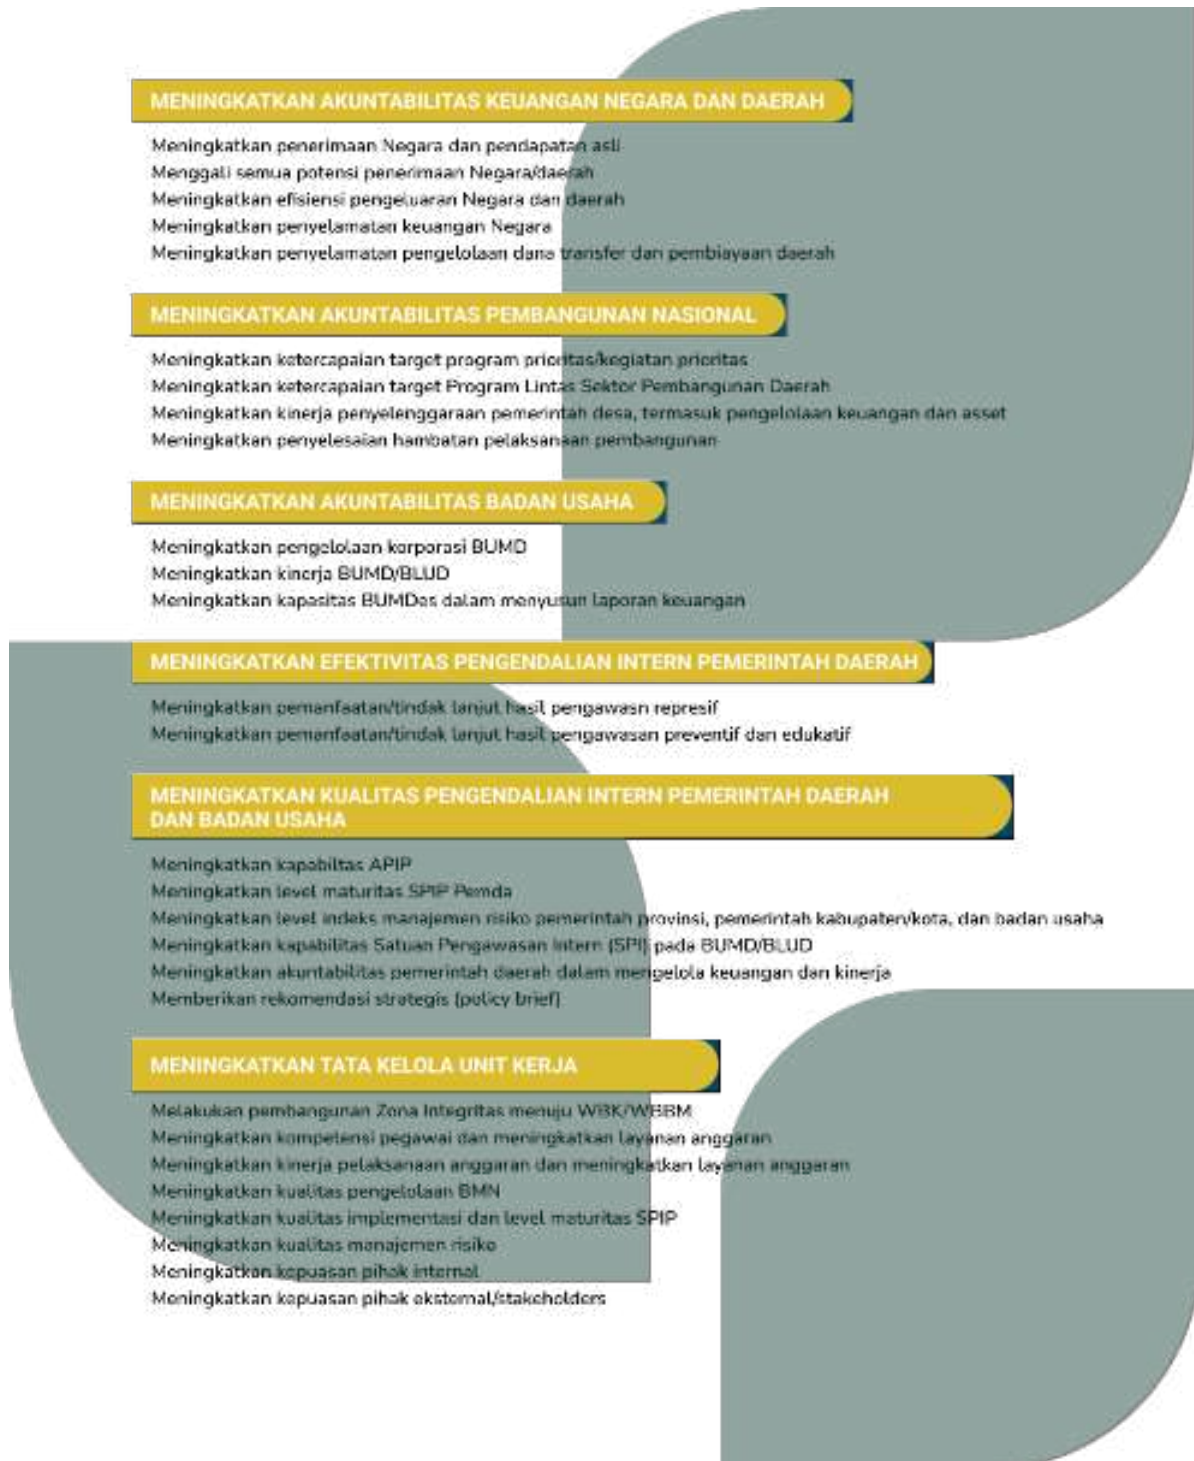 MENINGKATKAN AKUNTABILITAS KEUANGAN NEGARA DAN DAERAH
Meningkatkan penerimaan Negara dan pendapatan asli
Menggali semua potensi penerimaan Negara/daerah
Meningkatkan efisiensi pengeluaran Negara dan daerah
Meningkatkan penyelamatan keuangan Negara
Meningkatkan penyelamatan pengelolaan dana transfer dan pembiayaan daerah
MENINGKATKAN AKUNTABILITAS PEMBANGUNAN NASIONAL
Meningkatkan ketercapaian target program prioritas/kegiatan prioritas
Meningkatkan ketercapaian target Program Lintas Sektor Pembangunan Daerah
Meningkatkan kinerja penyelenggaraan pemerintah desa, termasuk pengelolaan keuangan dan asset
Meningkatkan penyelesaian hambatan pelaksanaan pembangunan
MENINGKATKAN AKUNTABILITAS BADAN USAHA
Meningkatkan pengelolaan korporasi BUMD
Meningkatkan kinerja BUMD/BLUD
Meningkatkan kapasitas BUMDes dalam menyusun laporan keuangan
MENINGKATKAN EFEKTIVITAS PENGENDALIAN INTERN PEMERINTAH DAERAH
Meningkatkan pemanfaatan/tindak lanjut hasil pengawasn represif
Meningkatkan pemanfaatan/tindak lanjut hasil pengawasan preventif dan edukatif
MENINGKATKAN KUALITAS PENGENDALIAN INTERN PEMERINTAH DAERAH
DAN BADAN USAHA
Meningkatkan kapabiltas APIP
Meningkatkan level maturitas SPIP Pemda
Meningkatkan level indeks manajemen risiko pemerintah provinsi, pemerintah kabupaten/kota, dan badan usaha
Meningkatkan kapabilitas Satuan Pengawasan Intern (SPI) pada BUMD/BLUD
Meningkatkan akuntabilitas pemerintah daerah dalam mengelola keuangan dan kinerja
Memberikan rekomendasi strategis (policy brief)
MENINGKATKAN TATA KELOLA UNIT KERJA
Melakukan pembangunan Zona Integritas menuju WBK/WBBM
Meningkatkan kompetensi pegawai dan meningkatkan layanan anggaran
Meningkatkan kinerja pelaksanaan anggaran dan meningkatkan layanan anggaran
Meningkatkan kualitas pengelolaan BMN
Meningkatkan kualitas implementasi dan level maturitas SPIP
Meningkatkan kualitas manajemen risiko
Meningkatkan kepuasan pihak internal
Meningkatkan kepuasan pihak eksternal/stakeholders